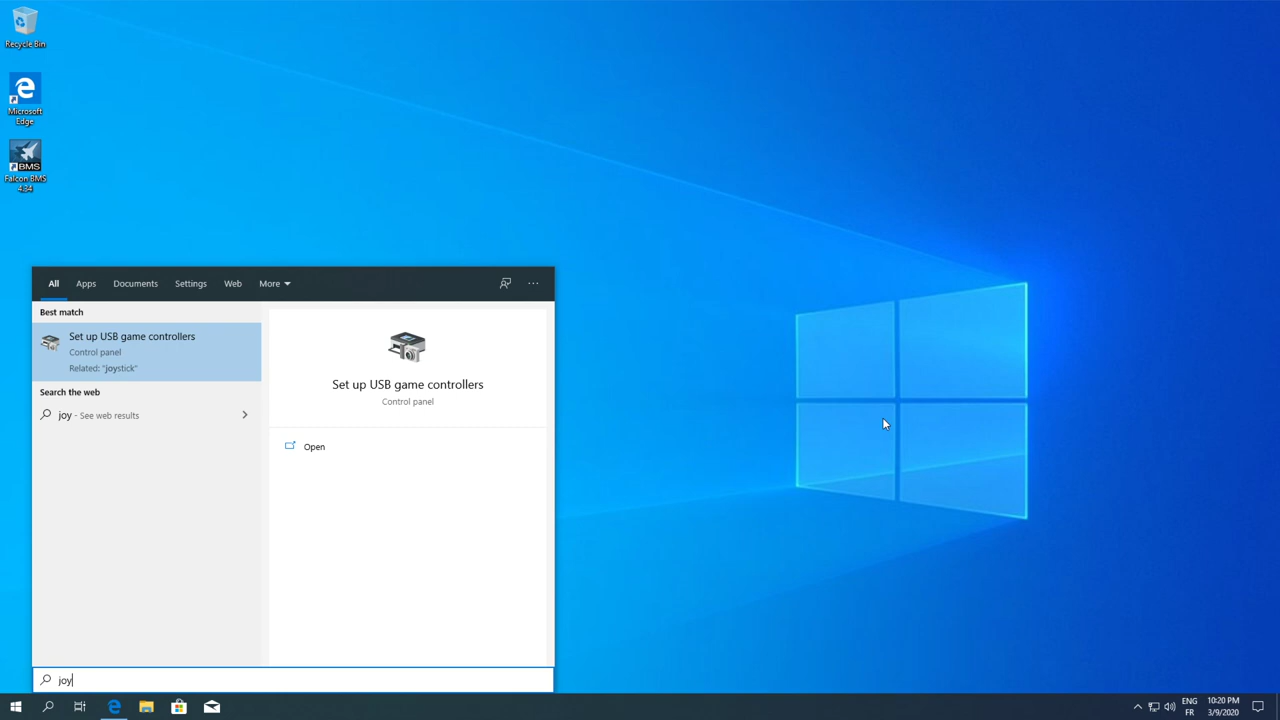 Recycle Bin
Microsoft
Edge
BMS
Falcon BMS
4.34
All Apps Documents Settings Web More
Best match
Set up USB game controllers
Control panel
Related: "joystick"
Search the web
joy - See web results
Set up USB game controllers
Control panel
Open
joy
ENG
FR
10:20 PM
3/9/2020